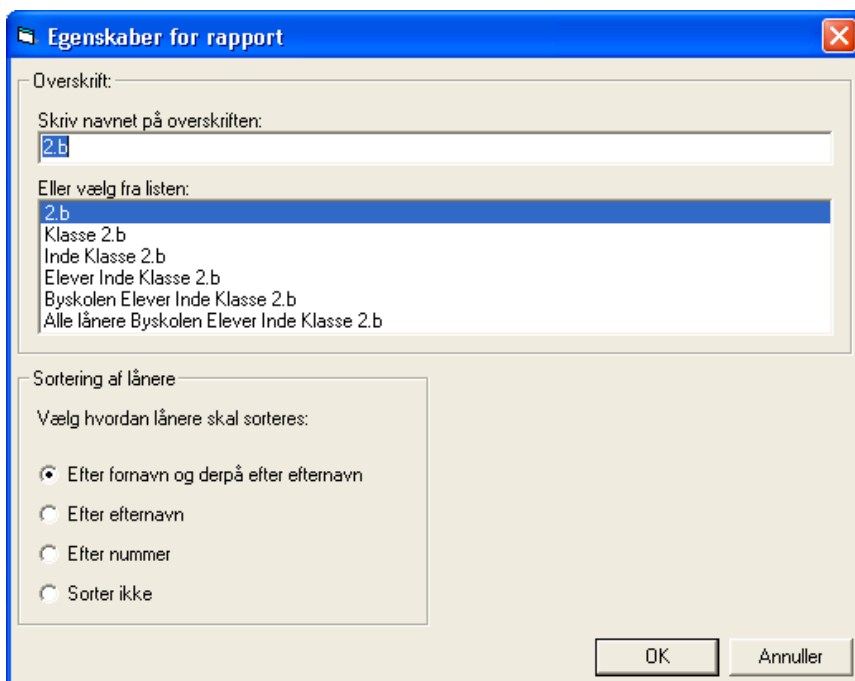 Egenskaber for rapport
Overskrift:
Skriv navnet på overskriften:
2.b
Eller vælg fra listen:
2.b
Klasse 2.b
Inde Klasse 2.b
Elever Inde Klasse 2.b
Byskolen Elever Inde Klasse 2.b
Alle lånere Byskolen Elever Inde Klasse 2.b
Sortering af lånere
Vælg hvordan lånere skal sorteres:
Efter fornavn og derpå efter efternavn
Efter efternavn
Efter nummer
Sorter ikke
OK
Annuller